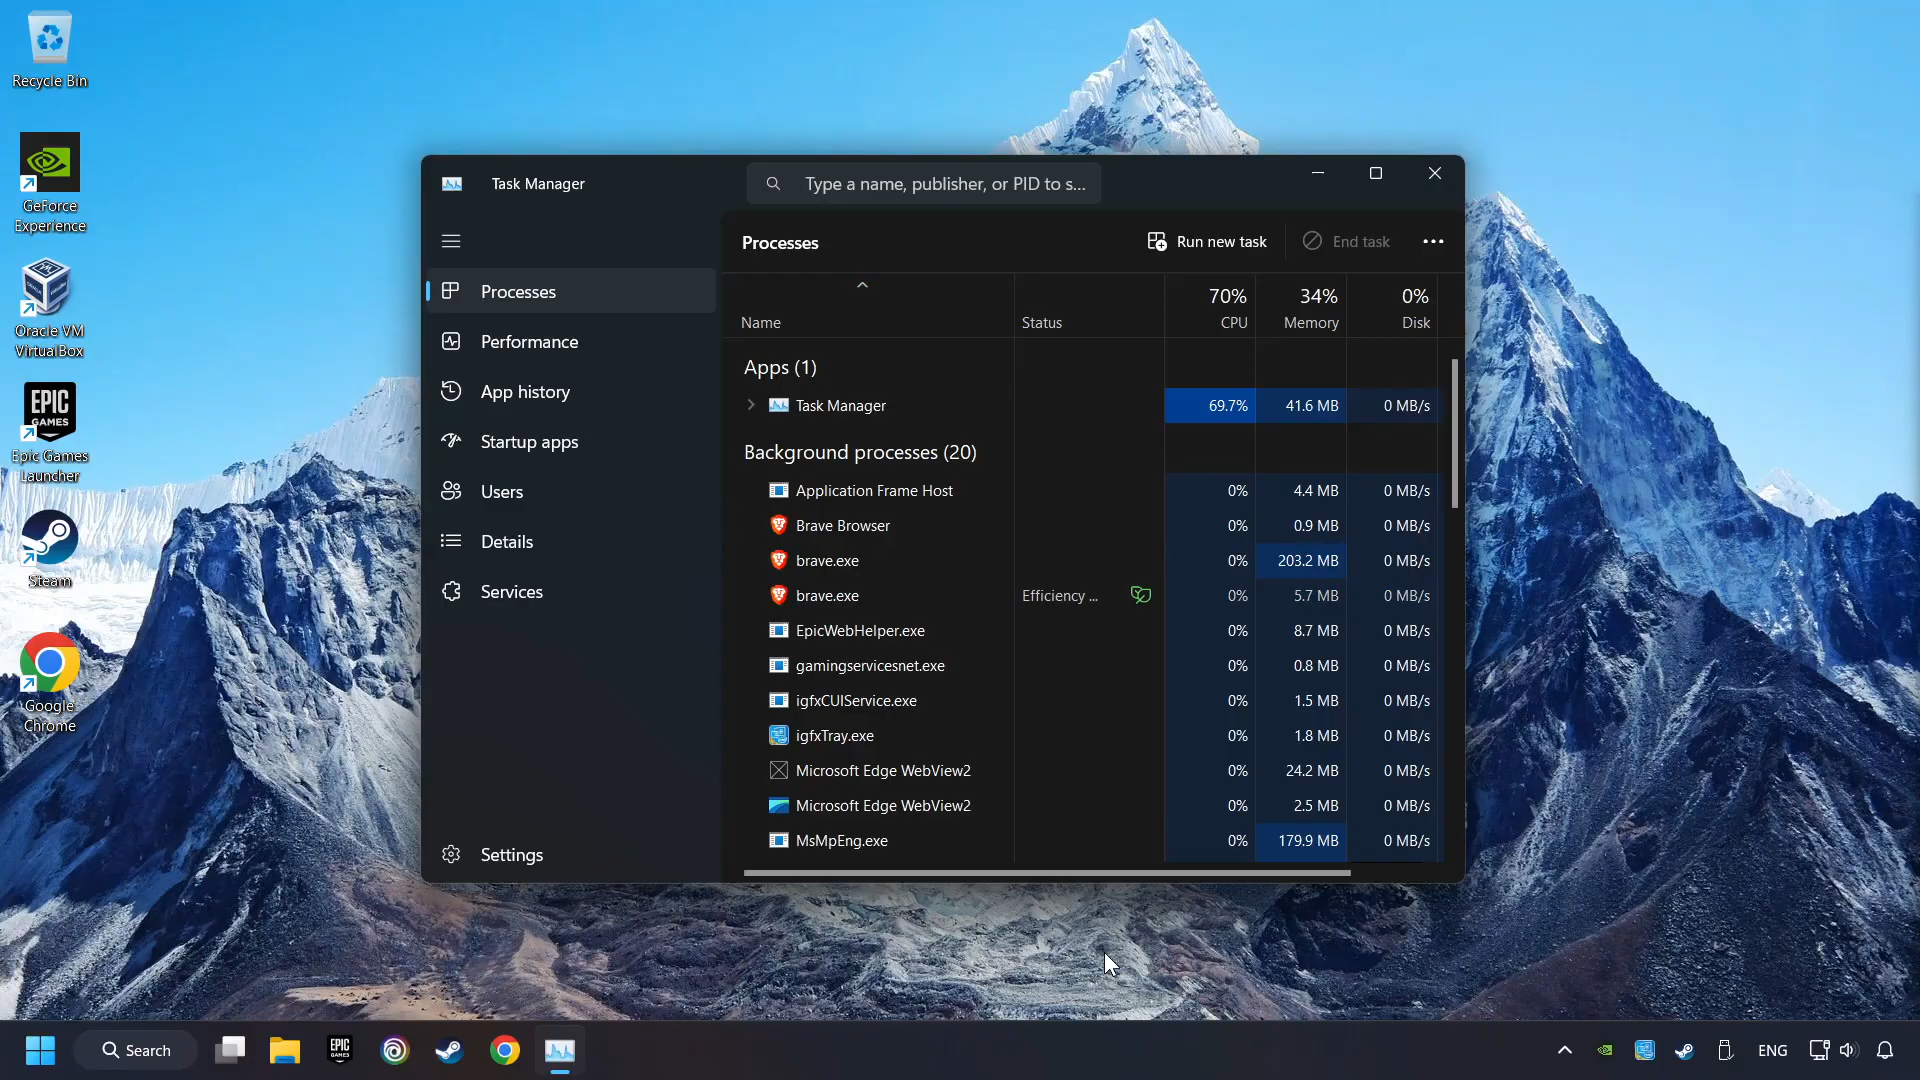 Recycle Bin
GeForce
Experience
Oracle VM
VirtualBox
EPIC
GAMES
Epic Games
Launcher
Steam
Google
Chrome
Task Manager
Type a name, publisher, or PID to s...
Processes
Performance
App history
Startup apps
Users
Details
Services
Settings
Processes
Run new task
End task
Name
Status
70%
CPU
34%
Memory
0%
Disk
Apps (1)
Task Manager 69.7% 41.6 MB 0 MB/s
Background processes (20)
Application Frame Host 0% 4.4 MB 0 MB/s
Brave Browser 0% 0.9 MB 0 MB/s
brave.exe 0% 203.2 MB 0 MB/s
brave.exe Efficiency ... 0% 5.7 MB 0 MB/s
EpicWebHelper.exe 0% 8.7 MB 0 MB/s
gamingservicesnet.exe 0% 0.8 MB 0 MB/s
igfxCUIService.exe 0% 1.5 MB 0 MB/s
igfxTray.exe 0% 1.8 MB 0 MB/s
Microsoft Edge WebView2 0% 24.2 MB 0 MB/s
Microsoft Edge WebView2 0% 2.5 MB 0 MB/s
MsMpEng.exe 0% 179.9 MB 0 MB/s
Search
EPIC
GAMES
ENG